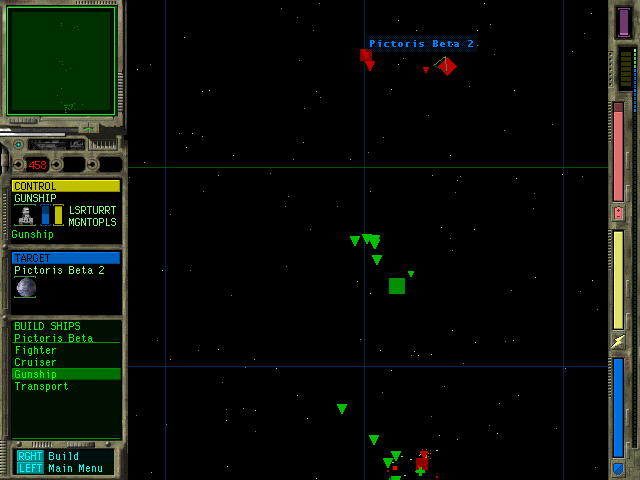 Pictoris Beta 2
458
CONTROL
GUNSHIP
LSRTURRT
MGNTOPLS
Gunship
TARGET
Pictoris Beta 2
BUILD SHIPS
Pictoris Beta
Fighter
Cruiser
Gunship
Transport
RGHT Build
LEFT Main Menu